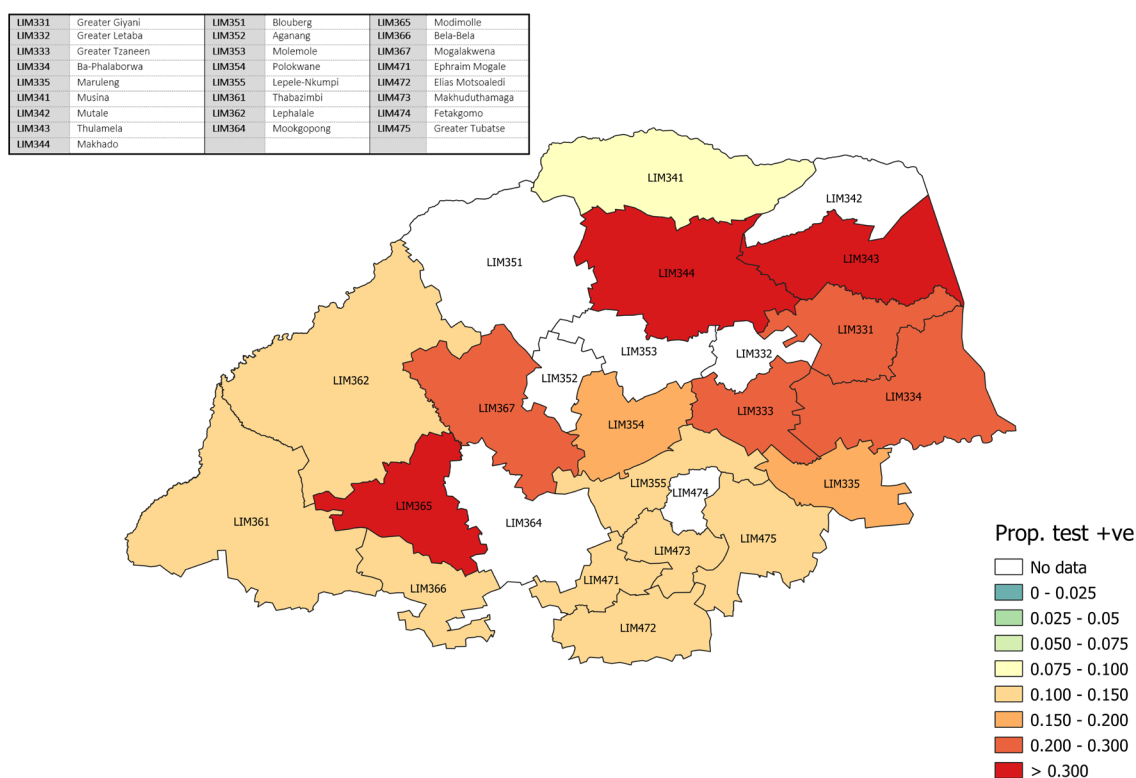 LIM331 Greater Giyani LIM351 Blouberg LIM365 Modimolle
LIM332 Greater Letaba LIM352 Aganang LIM366 Bela-Bela
LIM333 Greater Tzaneen LIM353 Molemole LIM367 Mogalakwena
LIM334 Ba-Phalaborwa LIM354 Polokwane LIM471 Ephraim Mogale
LIM335 Maruleng LIM355 Lepele-Nkumpi LIM472 Elias Motsoaledi
LIM341 Musina LIM361 Thabazimbi LIM473 Makhuduthamaga
LIM342 Mutale LIM362 Lephalale LIM474 Fetakgomo
LIM343 Thulamela LIM364 Mookgopong LIM475 Greater Tubatse
LIM344 Makhado
LIM341
LIM342
LIM351
LIM344
LIM343
LIM331
LIM353
LIM332
LIM362
LIM352
LIM334
LIM367
LIM333
LIM354
LIM355
LIM335
LIM474
LIM365
LIM361
LIM364
LIM475
LIM473
LIM471
LIM366
LIM472
Prop. test +ve
No data
0 - 0.025
0.025 - 0.05
0.050 - 0.075
0.075 - 0.100
0.100 - 0.150
0.150 - 0.200
0.200 - 0.300
> 0.300